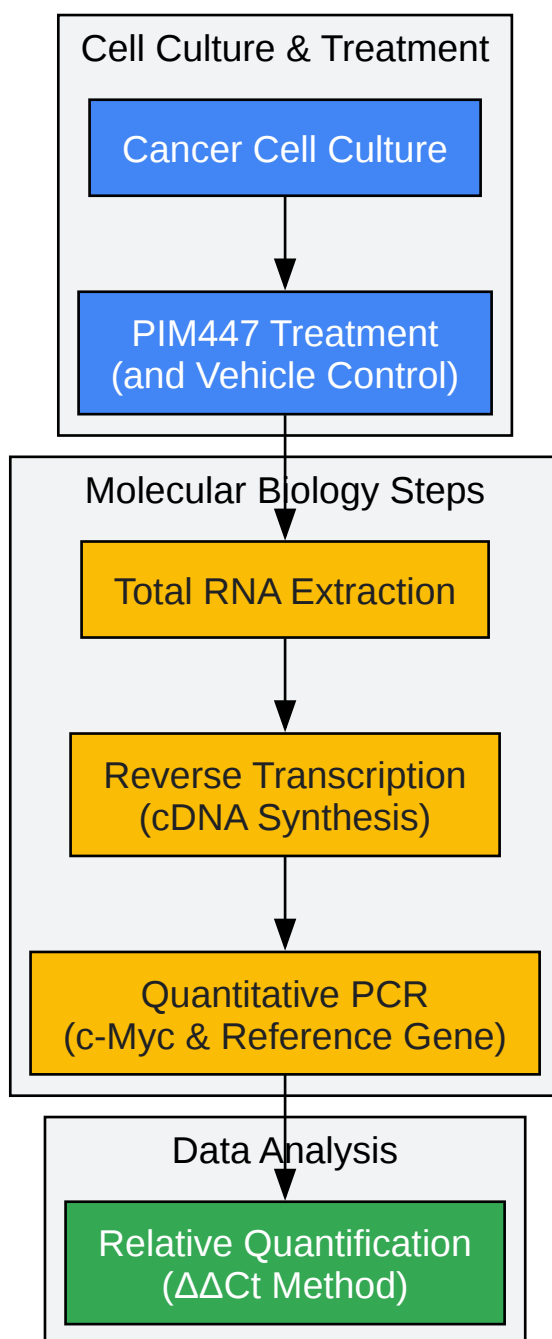 Cell Culture & Treatment
Cancer Cell Culture
PIM447 Treatment
(and Vehicle Control)
Molecular Biology Steps
Total RNA Extraction
Reverse Transcription
(cDNA Synthesis)
Quantitative PCR
(c-Myc & Reference Gene)
Data Analysis
Relative Quantification
(ΔΔCt Method)